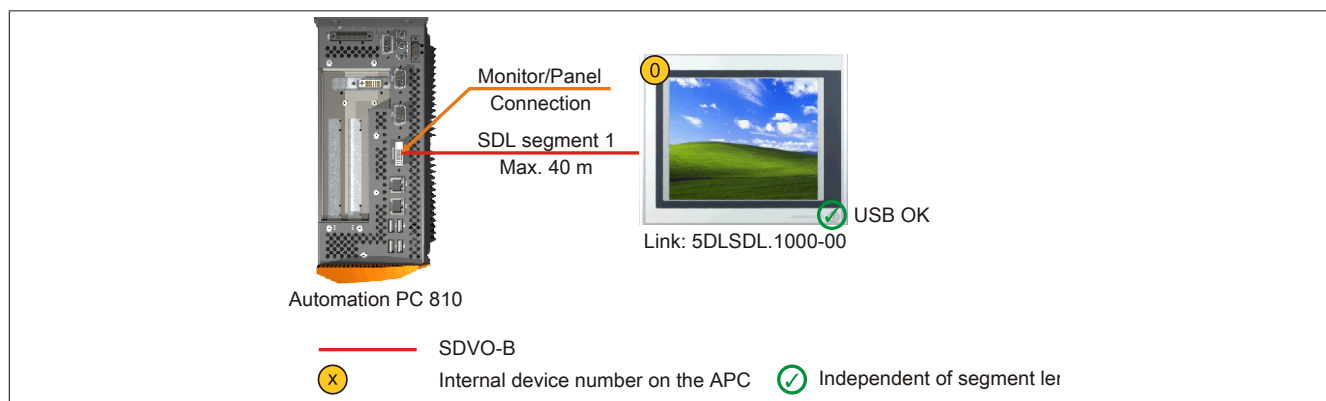 Monitor/Panel
Connection
SDL segment 1
Max. 40 m
0
USB OK
Link: 5DLSDL.1000-00
Automation PC 810
SDVO-B
x Internal device number on the APC ✓ Independent of segment